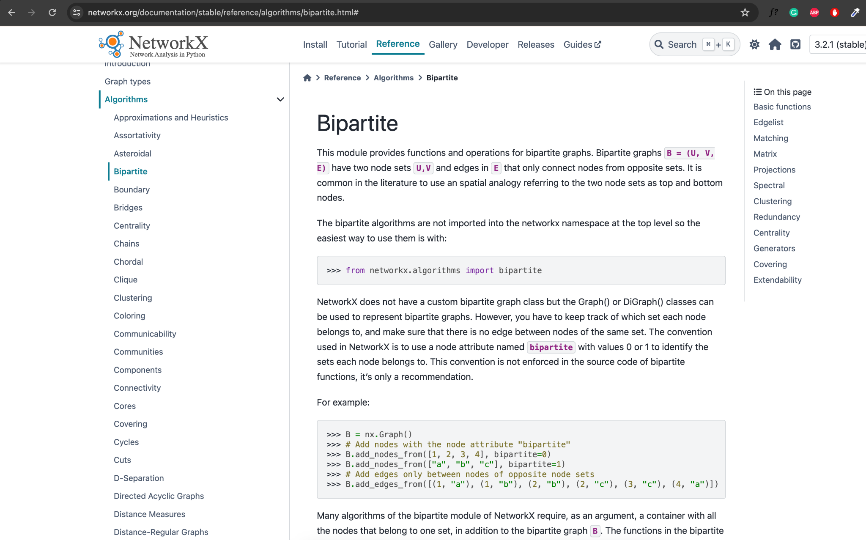 networkx.org/documentation/stable/reference/algorithms/bipartite.html#
ABP
NetworkX
Network Analysis in Python
Install Tutorial Reference Gallery Developer Releases Guides
Search ⌘ + K
3.2.1 (stable)
Introduction
Graph types
Algorithms
Approximations and Heuristics
Assortativity
Asteroidal
Bipartite
Boundary
Bridges
Centrality
Chains
Chordal
Clique
Clustering
Coloring
Communicability
Communities
Components
Connectivity
Cores
Covering
Cycles
Cuts
D-Separation
Directed Acyclic Graphs
Distance Measures
Distance-Regular Graphs
Reference > Algorithms > Bipartite
Bipartite
This module provides functions and operations for bipartite graphs. Bipartite graphs B = (U, V,
E) have two node sets U,V and edges in E that only connect nodes from opposite sets. It is
common in the literature to use an spatial analogy referring to the two node sets as top and bottom
nodes.
The bipartite algorithms are not imported into the networkx namespace at the top level so the
easiest way to use them is with:
>>> from networkx.algorithms import bipartite
NetworkX does not have a custom bipartite graph class but the Graph() or DiGraph() classes can
be used to represent bipartite graphs. However, you have to keep track of which set each node
belongs to, and make sure that there is no edge between nodes of the same set. The convention
used in NetworkX is to use a node attribute named bipartite with values 0 or 1 to identify the
sets each node belongs to. This convention is not enforced in the source code of bipartite
functions, it's only a recommendation.
For example:
>>> B = nx.Graph()
>>> # Add nodes with the node attribute "bipartite"
>>> B.add_nodes_from([1, 2, 3, 4], bipartite=0)
>>> B.add_nodes_from(["a", "b", "c"], bipartite=1)
>>> # Add edges only between nodes of opposite node sets
>>> B.add_edges_from([(1, "a"), (1, "b"), (2, "b"), (2, "c"), (3, "c"), (4, "a")])
Many algorithms of the bipartite module of NetworkX require, as an argument, a container with all
the nodes that belong to one set, in addition to the bipartite graph B. The functions in the bipartite
On this page
Basic functions
Edgelist
Matching
Matrix
Projections
Spectral
Clustering
Redundancy
Centrality
Generators
Covering
Extendability